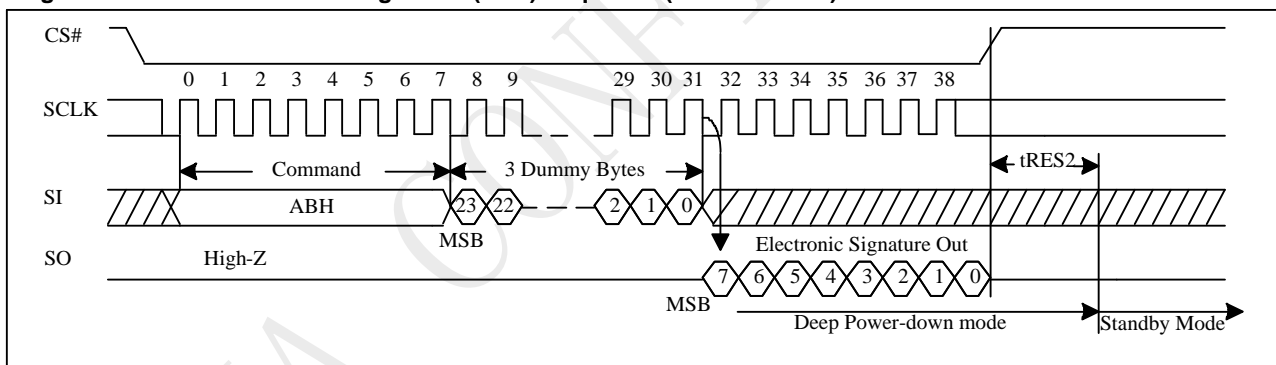 CS#
0 1 2 3 4 5 6 7 8 9 29 30 31 32 33 34 35 36 37 38
SCLK
Command 3 Dummy Bytes tRES2
SI ABH 23 22 2 1 0
MSB
SO High-Z Electronic Signature Out
7 6 5 4 3 2 1 0
MSB
Deep Power-down mode Standby Mode